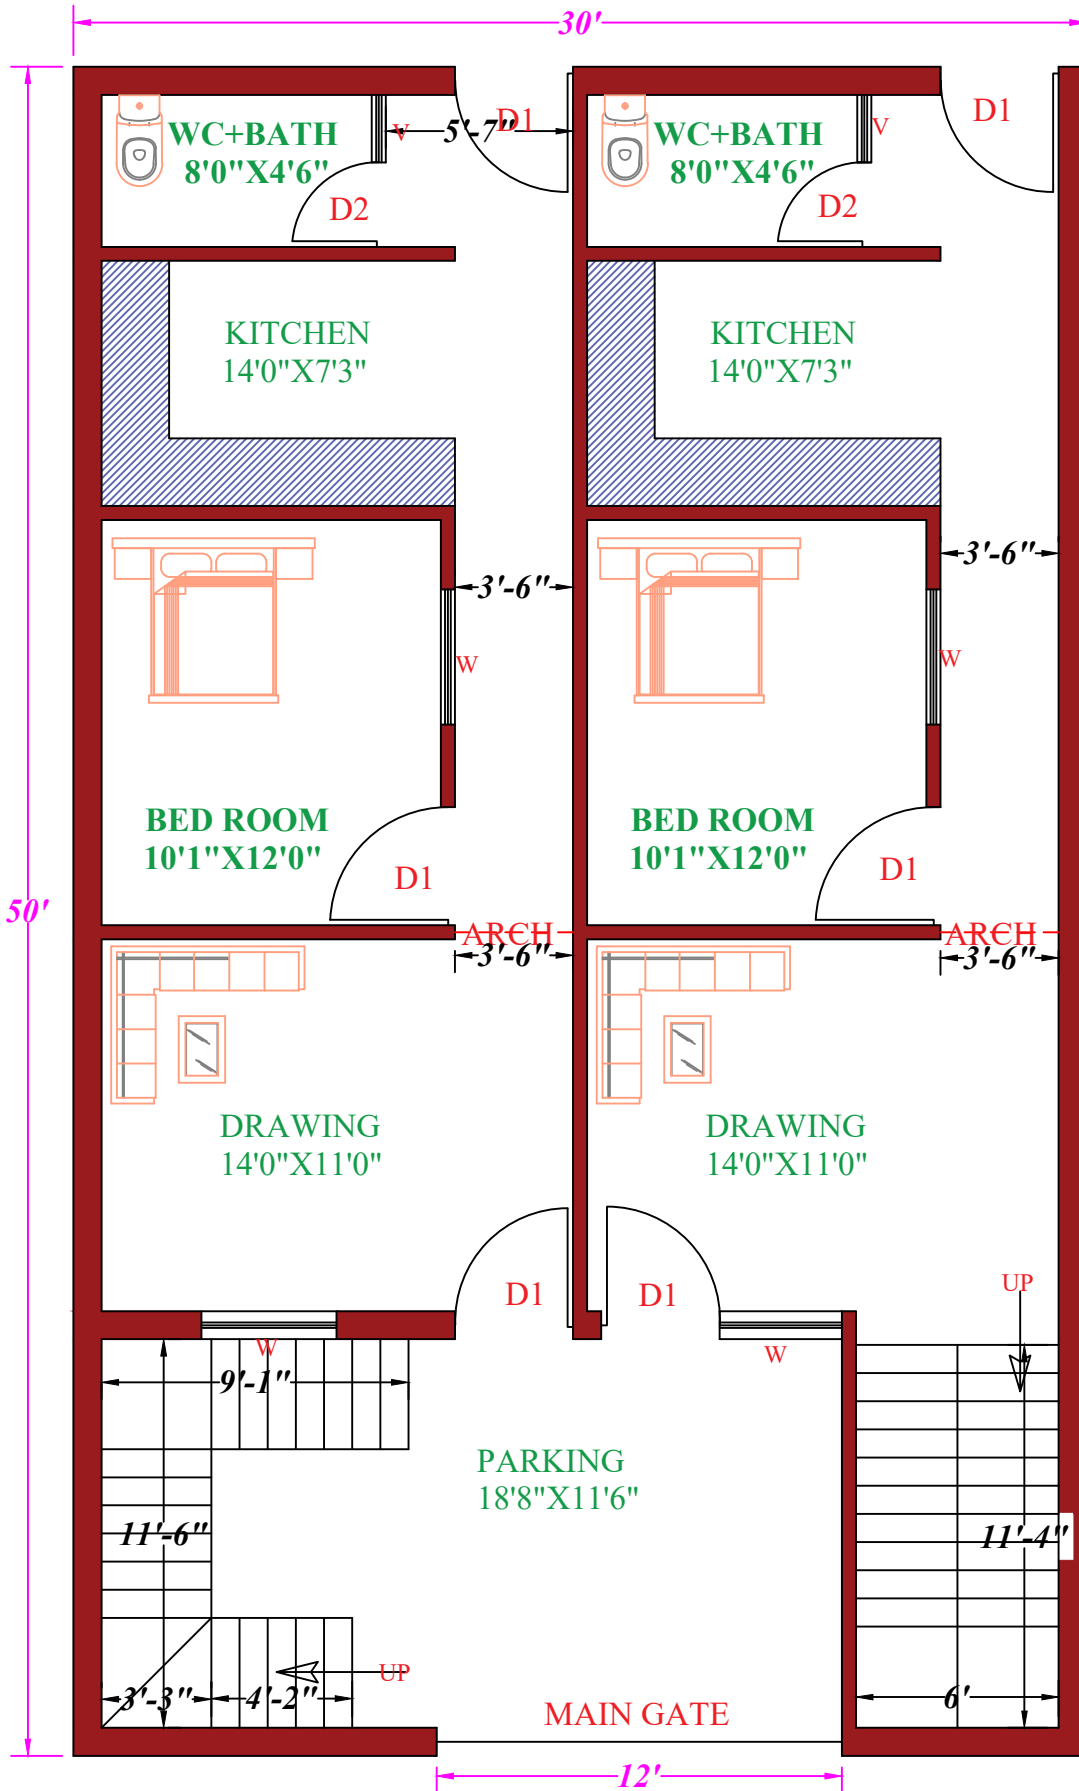 30'
WC+BATH
8'0"X4'6"
V
5'-7"
D1
D2
WC+BATH
8'0"X4'6"
V
D1
D2
KITCHEN
14'0"X7'3"
KITCHEN
14'0"X7'3"
3'-6"
3'-6"
W
W
BED ROOM
10'1"X12'0"
D1
BED ROOM
10'1"X12'0"
D1
50'
ARCH
3'-6"
ARCH
3'-6"
DRAWING
14'0"X11'0"
DRAWING
14'0"X11'0"
D1
D1
UP
W
W
9'-1"
PARKING
18'8"X11'6"
11'-6"
11'-4"
UP
3'-3"
4'-2"
6'
MAIN GATE
12'